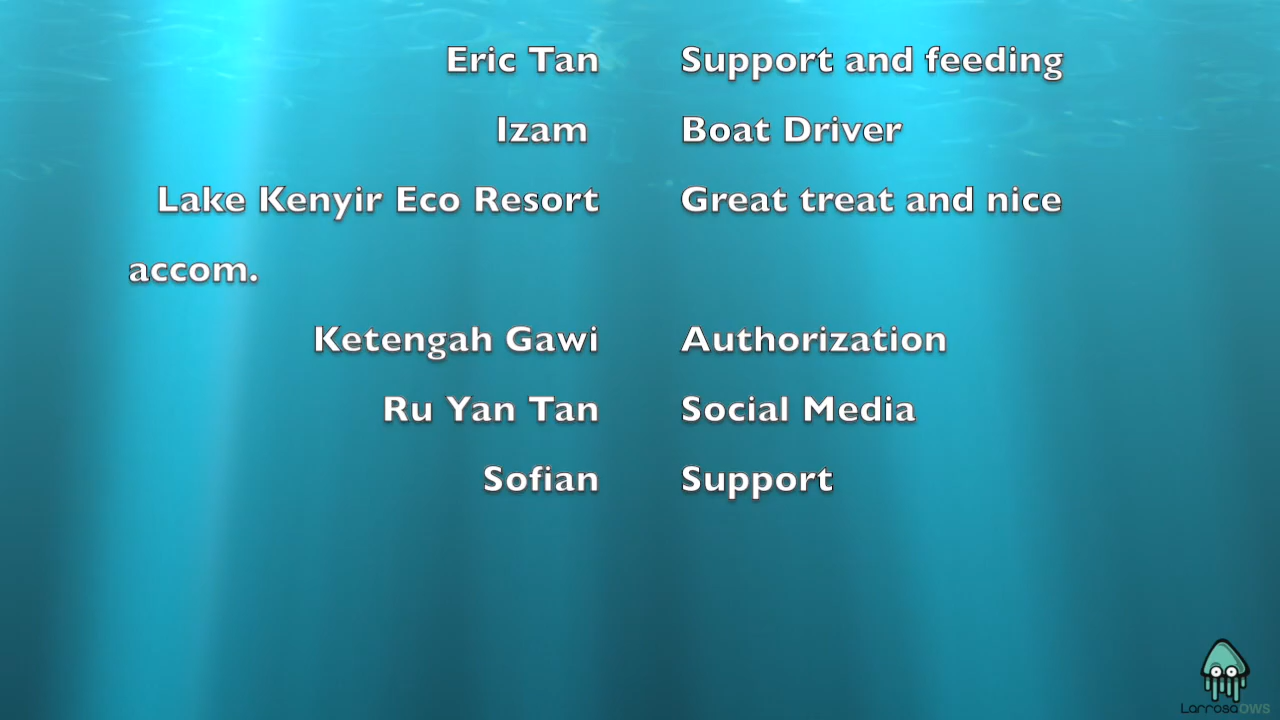 Eric Tan Support and feeding
Izam Boat Driver
Lake Kenyir Eco Resort Great treat and nice
accom.
Ketengah Gawi Authorization
Ru Yan Tan Social Media
Sofian Support
LarrosaOWS